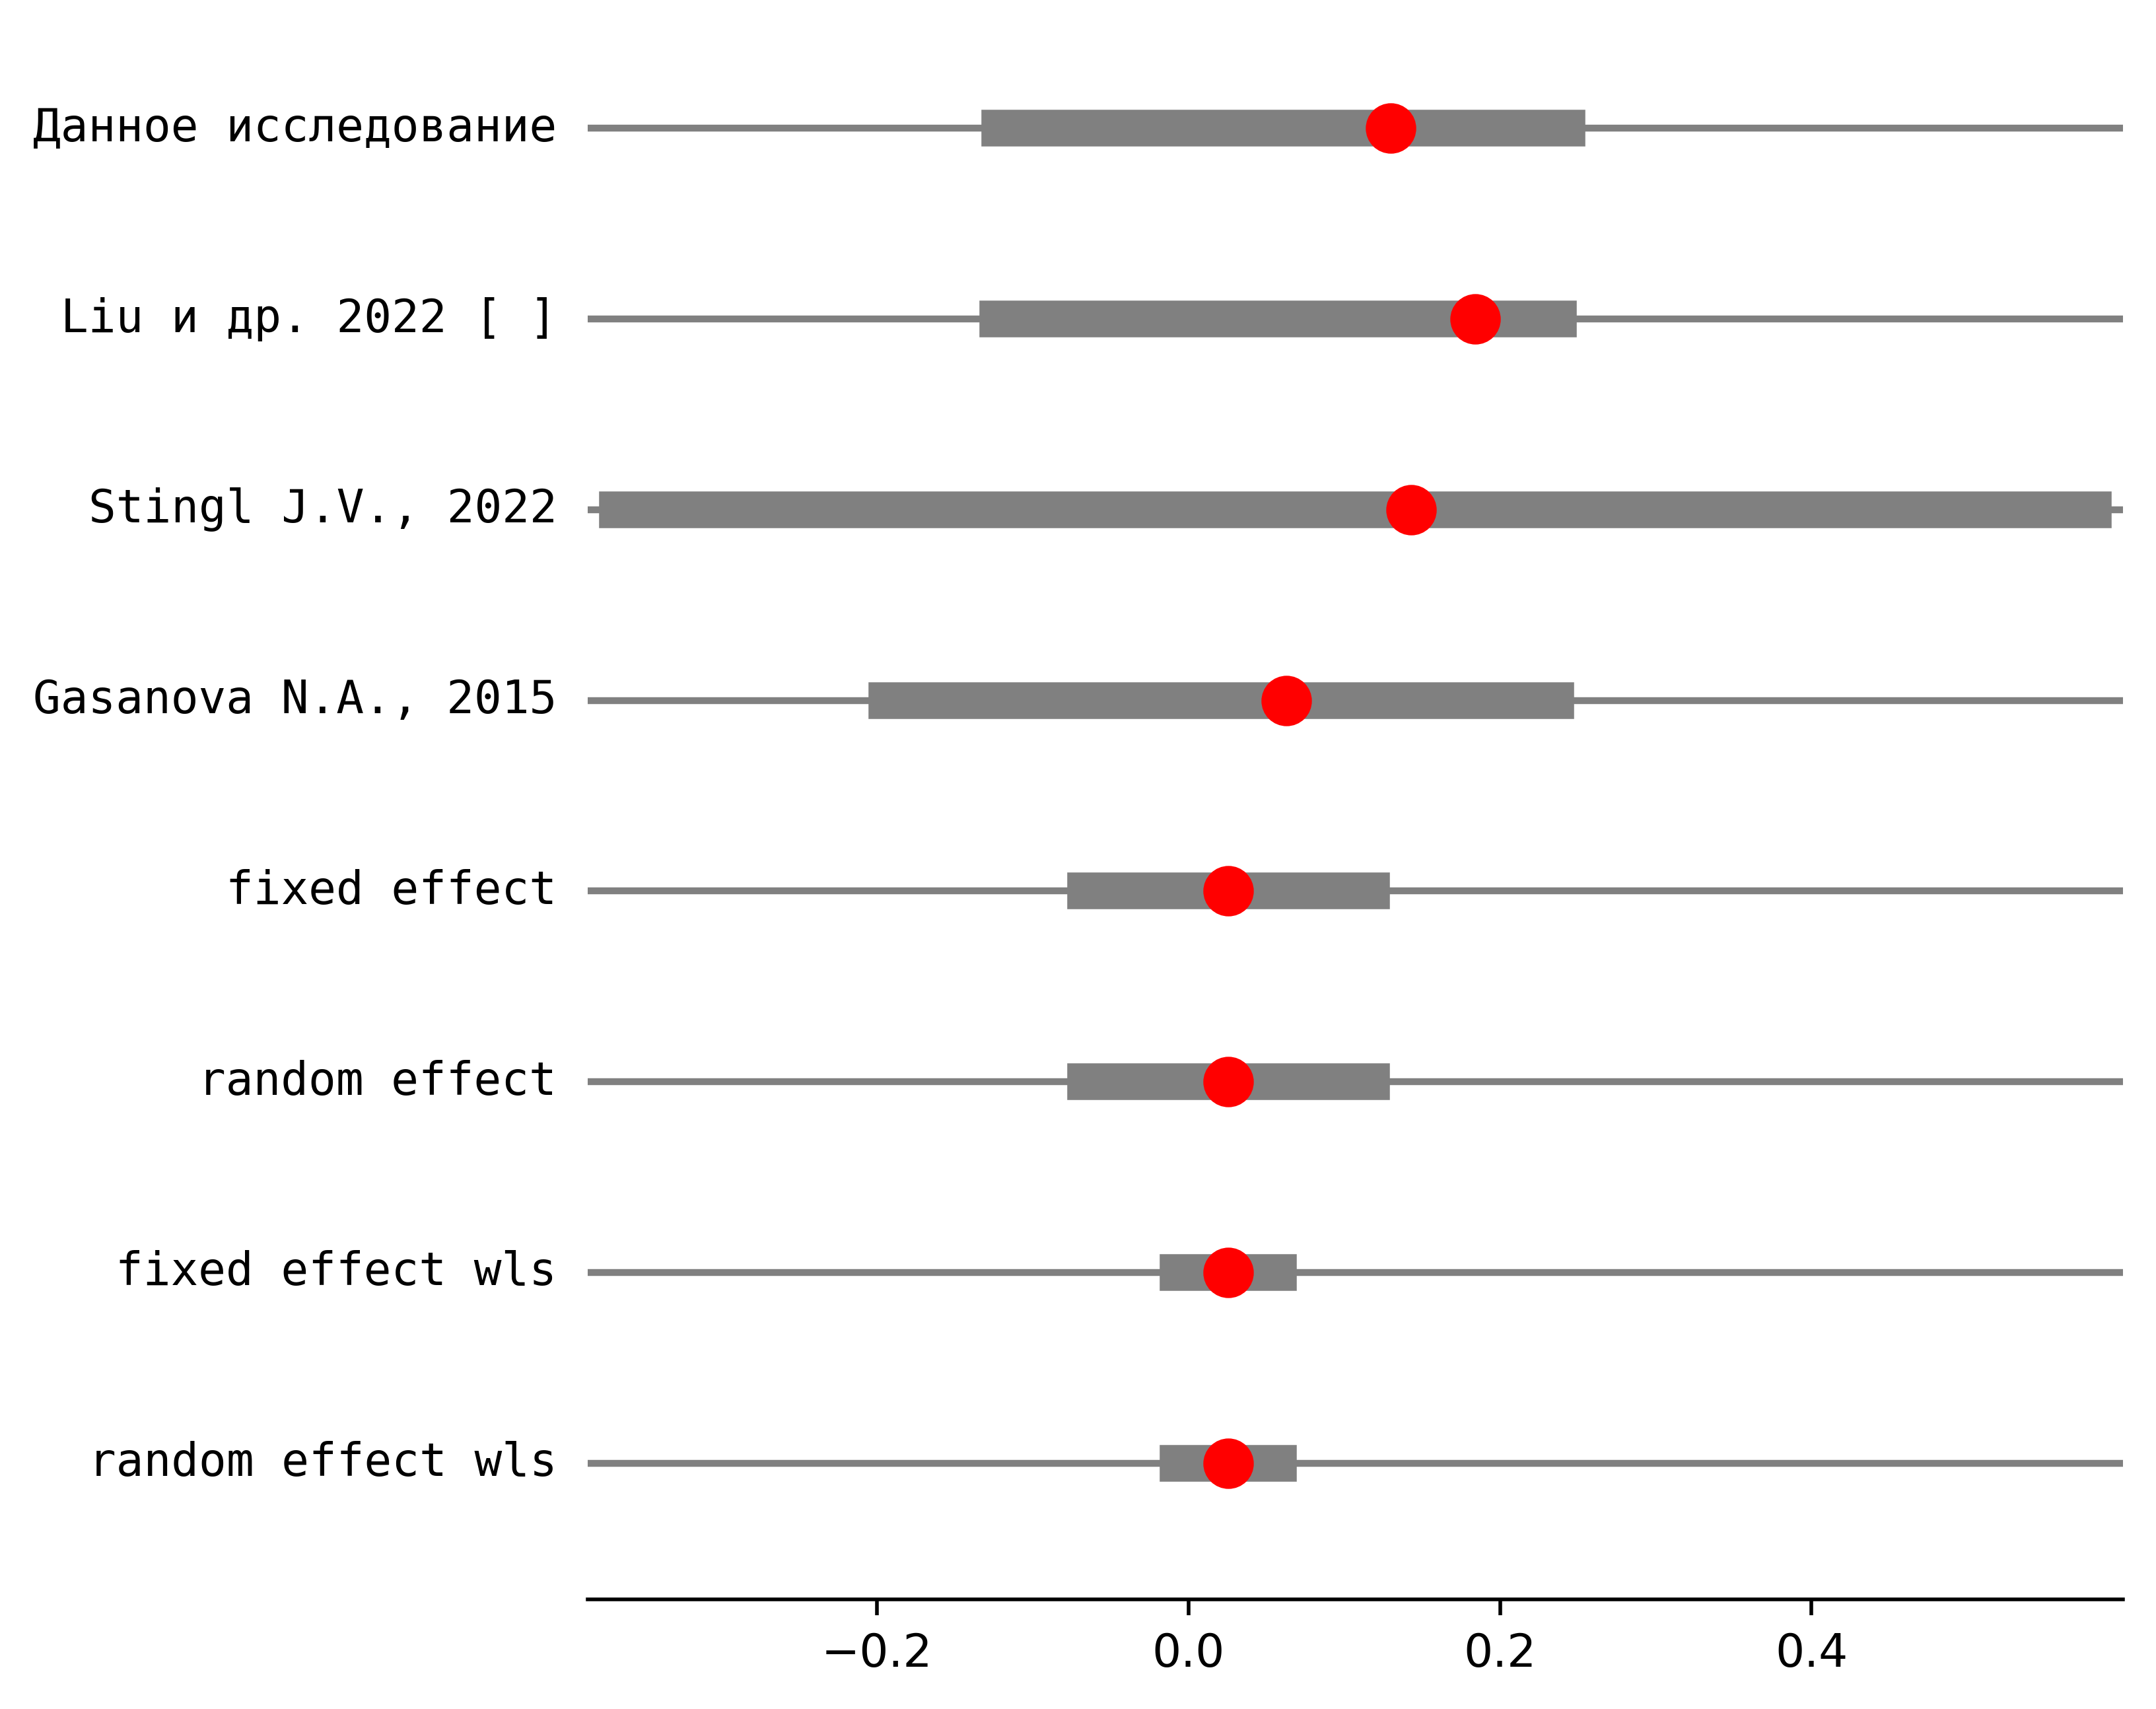 Данное исследование
Liu и др. 2022 [ ]
Stingl J.V., 2022
Gasanova N.A., 2015
fixed effect
random effect
fixed effect wls
random effect wls
−0.2 0.0 0.2 0.4